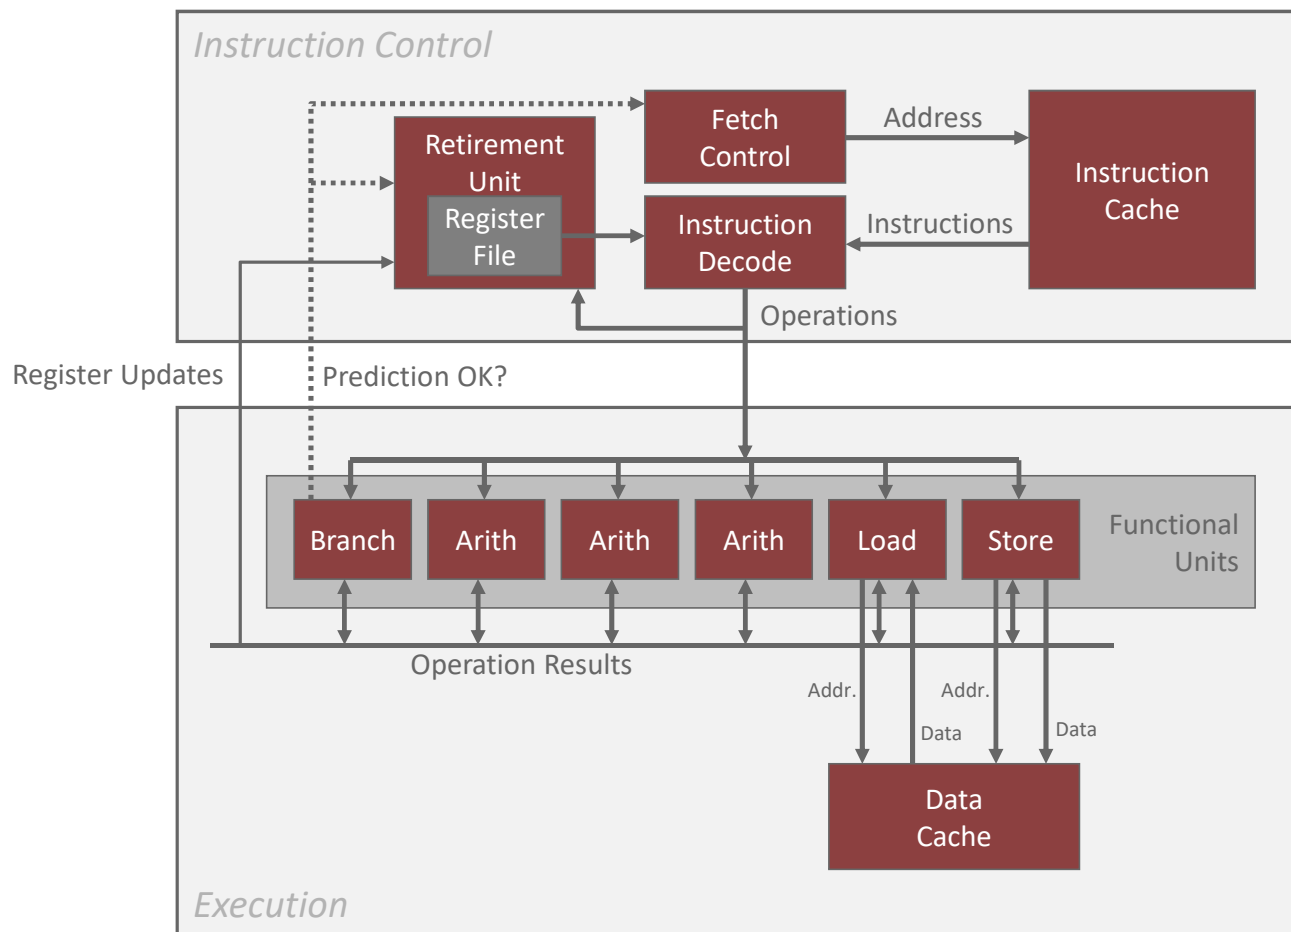 Instruction Control
Fetch
Control
Address
Instruction
Cache
Retirement
Unit
Register
File
Instruction
Decode
Instructions
Operations
Register Updates
Prediction OK?
Branch
Arith
Arith
Arith
Load
Store
Functional
Units
Operation Results
Addr.
Data
Addr.
Data
Data
Cache
Execution